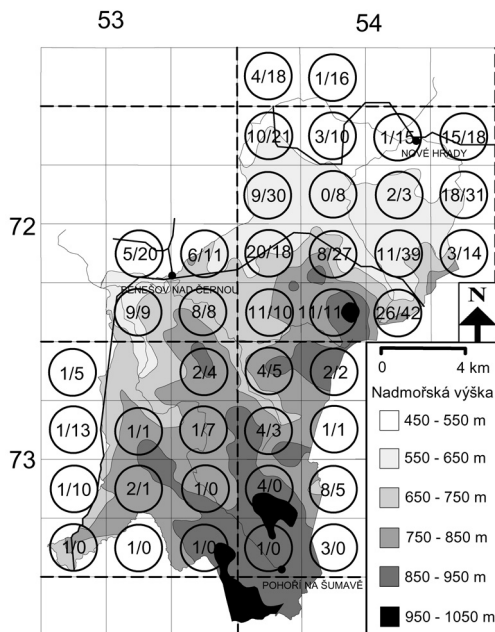 53 54
4/18 1/16
10/21 3/10 1/15 15/18
NOVÉ HRADY
9/30 0/8 2/3 18/31
72
5/20 6/11 20/18 8/27 11/39 3/14
BENEŠOV NAD ČERNOU
9/9 8/8 11/10 26/42
N
1/5 2/4 4/5 2/2
0 4 km
Nadmořská výška
1/13 1/1 1/7 4/3 1/1
450 - 550 m
73
550 - 650 m
1/10 2/1 1/0 4/0 8/5
650 - 750 m
750 - 850 m
1/0 1/0 1/0 1/0 3/0
850 - 950 m
POHOŘÍ NA ŠUMAVĚ
950 - 1050 m